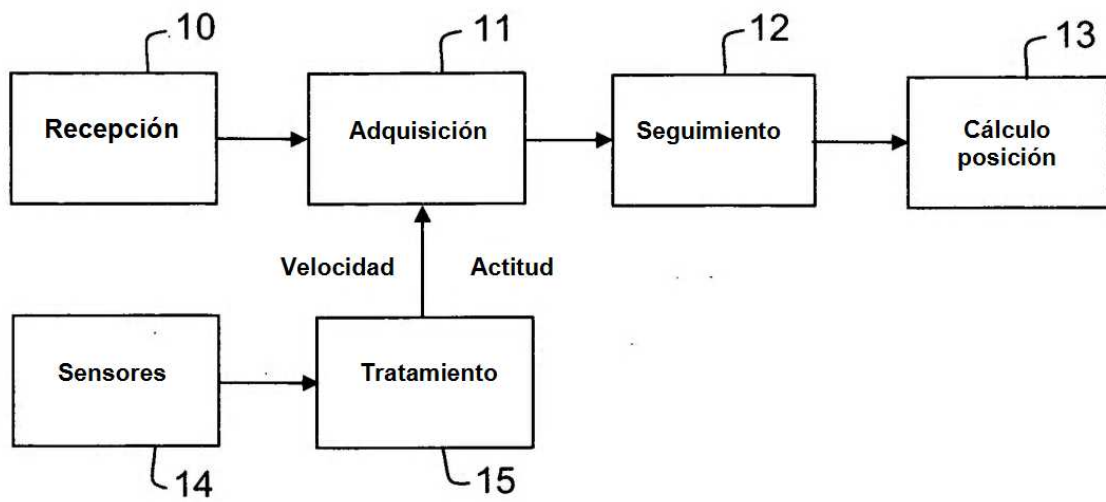 10
11
12
13
Recepción
Adquisición
Seguimiento
Cálculo
posición
Velocidad
Actitud
Sensores
Tratamiento
14
15